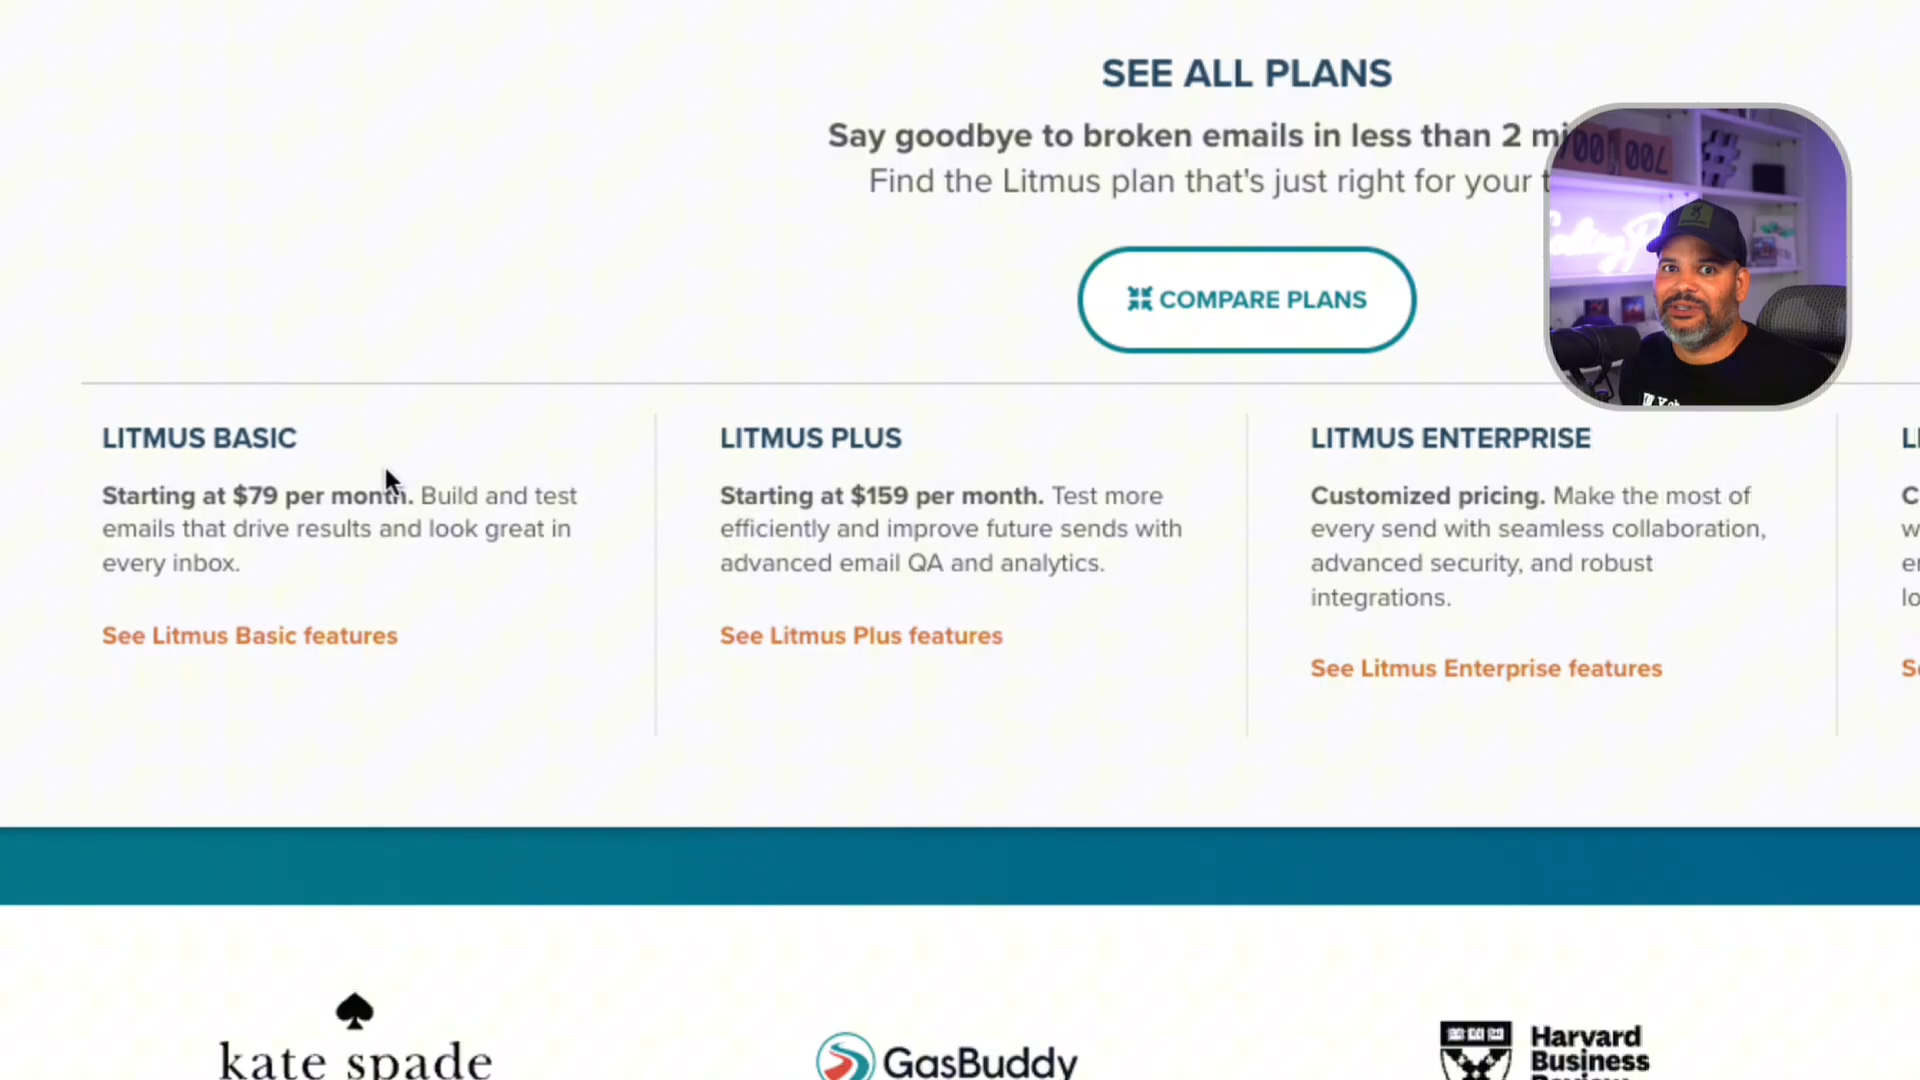 SEE ALL PLANS
Say goodbye to broken emails in less than 2
Find the Litmus plan that's just right for your
COMPARE PLANS
LITMUS BASIC
Starting at $79 per month. Build and test
emails that drive results and look great in
every inbox.
See Litmus Basic features
LITMUS PLUS
Starting at $159 per month. Test more
efficiently and improve future sends with
advanced email QA and analytics.
See Litmus Plus features
LITMUS ENTERPRISE
Customized pricing. Make the most of
every send with seamless collaboration,
advanced security, and robust
integrations.
See Litmus Enterprise features
kate spade
GasBuddy
Harvard
Business
Review